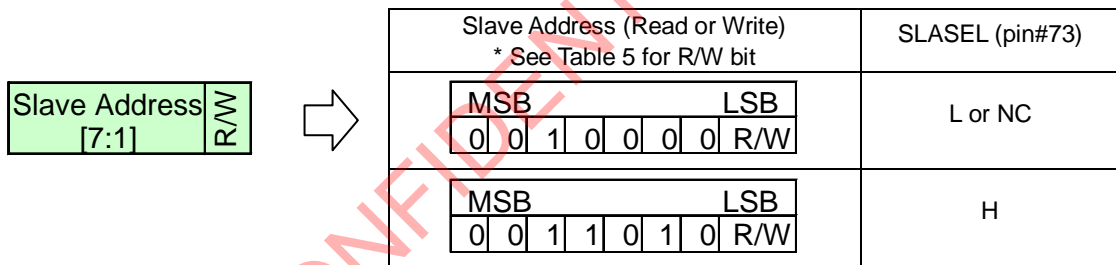 Slave Address (Read or Write)
* See Table 5 for R/W bit
SLASEL (pin#73)
Slave Address
[7:1]
R/W
MSB LSB
0 0 1 0 0 0 0 R/W
L or NC
MSB LSB
0 0 1 1 0 1 0 R/W
H
ONFIDENT